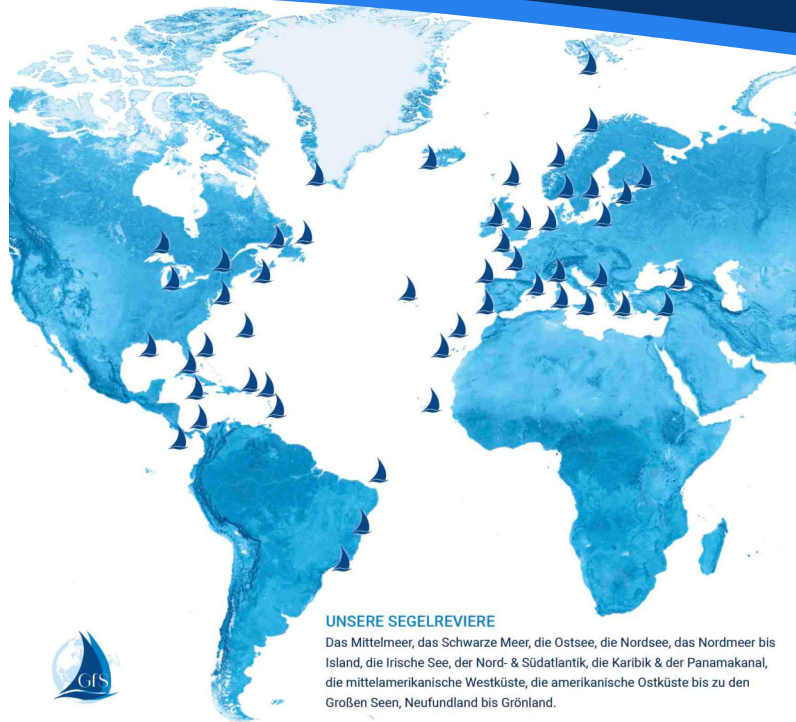 GfS
UNSERE SEGELREVIERE
Das Mittelmeer, das Schwarze Meer, die Ostsee, die Nordsee, das Nordmeer bis
Island, die Irische See, der Nord- & Südatlantik, die Karibik & der Panamakanal,
die mittelamerikanische Westküste, die amerikanische Ostküste bis zu den
Großen Seen, Neufundland bis Grönland.